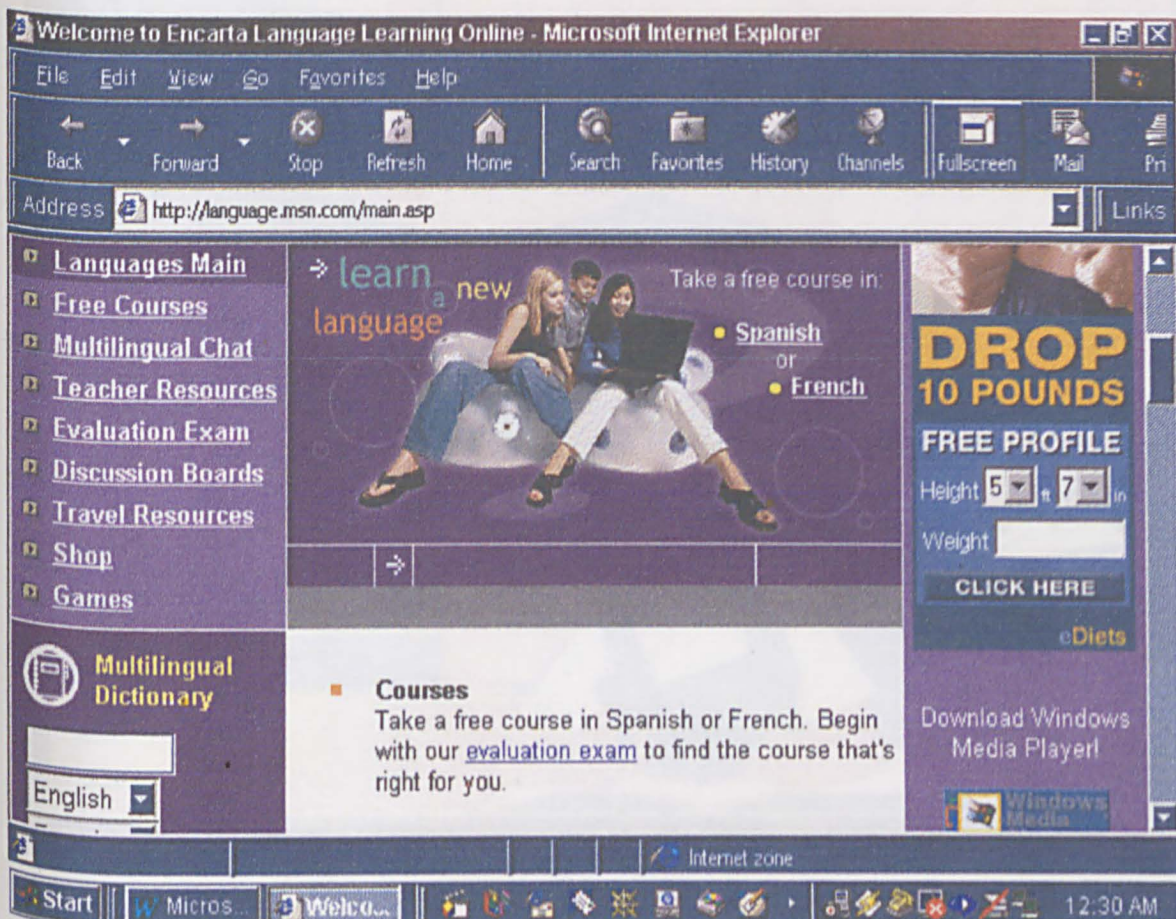 Welcome to Encarta Language Learning Online - Microsoft Internet Explorer
File Edit View Go Favorites Help
Back Forward Stop Refresh Home Search Favorites History Channels Fullscreen Mail Pri
Address http://language.msn.com/main.asp Links
Languages Main
Free Courses
Multilingual Chat
Teacher Resources
Evaluation Exam
Discussion Boards
Travel Resources
Shop
Games
Multilingual
Dictionary
English
learn
a new
language
Take a free course in:
Spanish
or
French
Courses
Take a free course in Spanish or French. Begin
with our evaluation exam to find the course that's
right for you.
DROP
10 POUNDS
FREE PROFILE
Height 5 ft 7 in
Weight
CLICK HERE
eDiets
Download Windows
Media Player!
Windows
Media
Internet zone
Start Micros... Welco... 12:30 AM